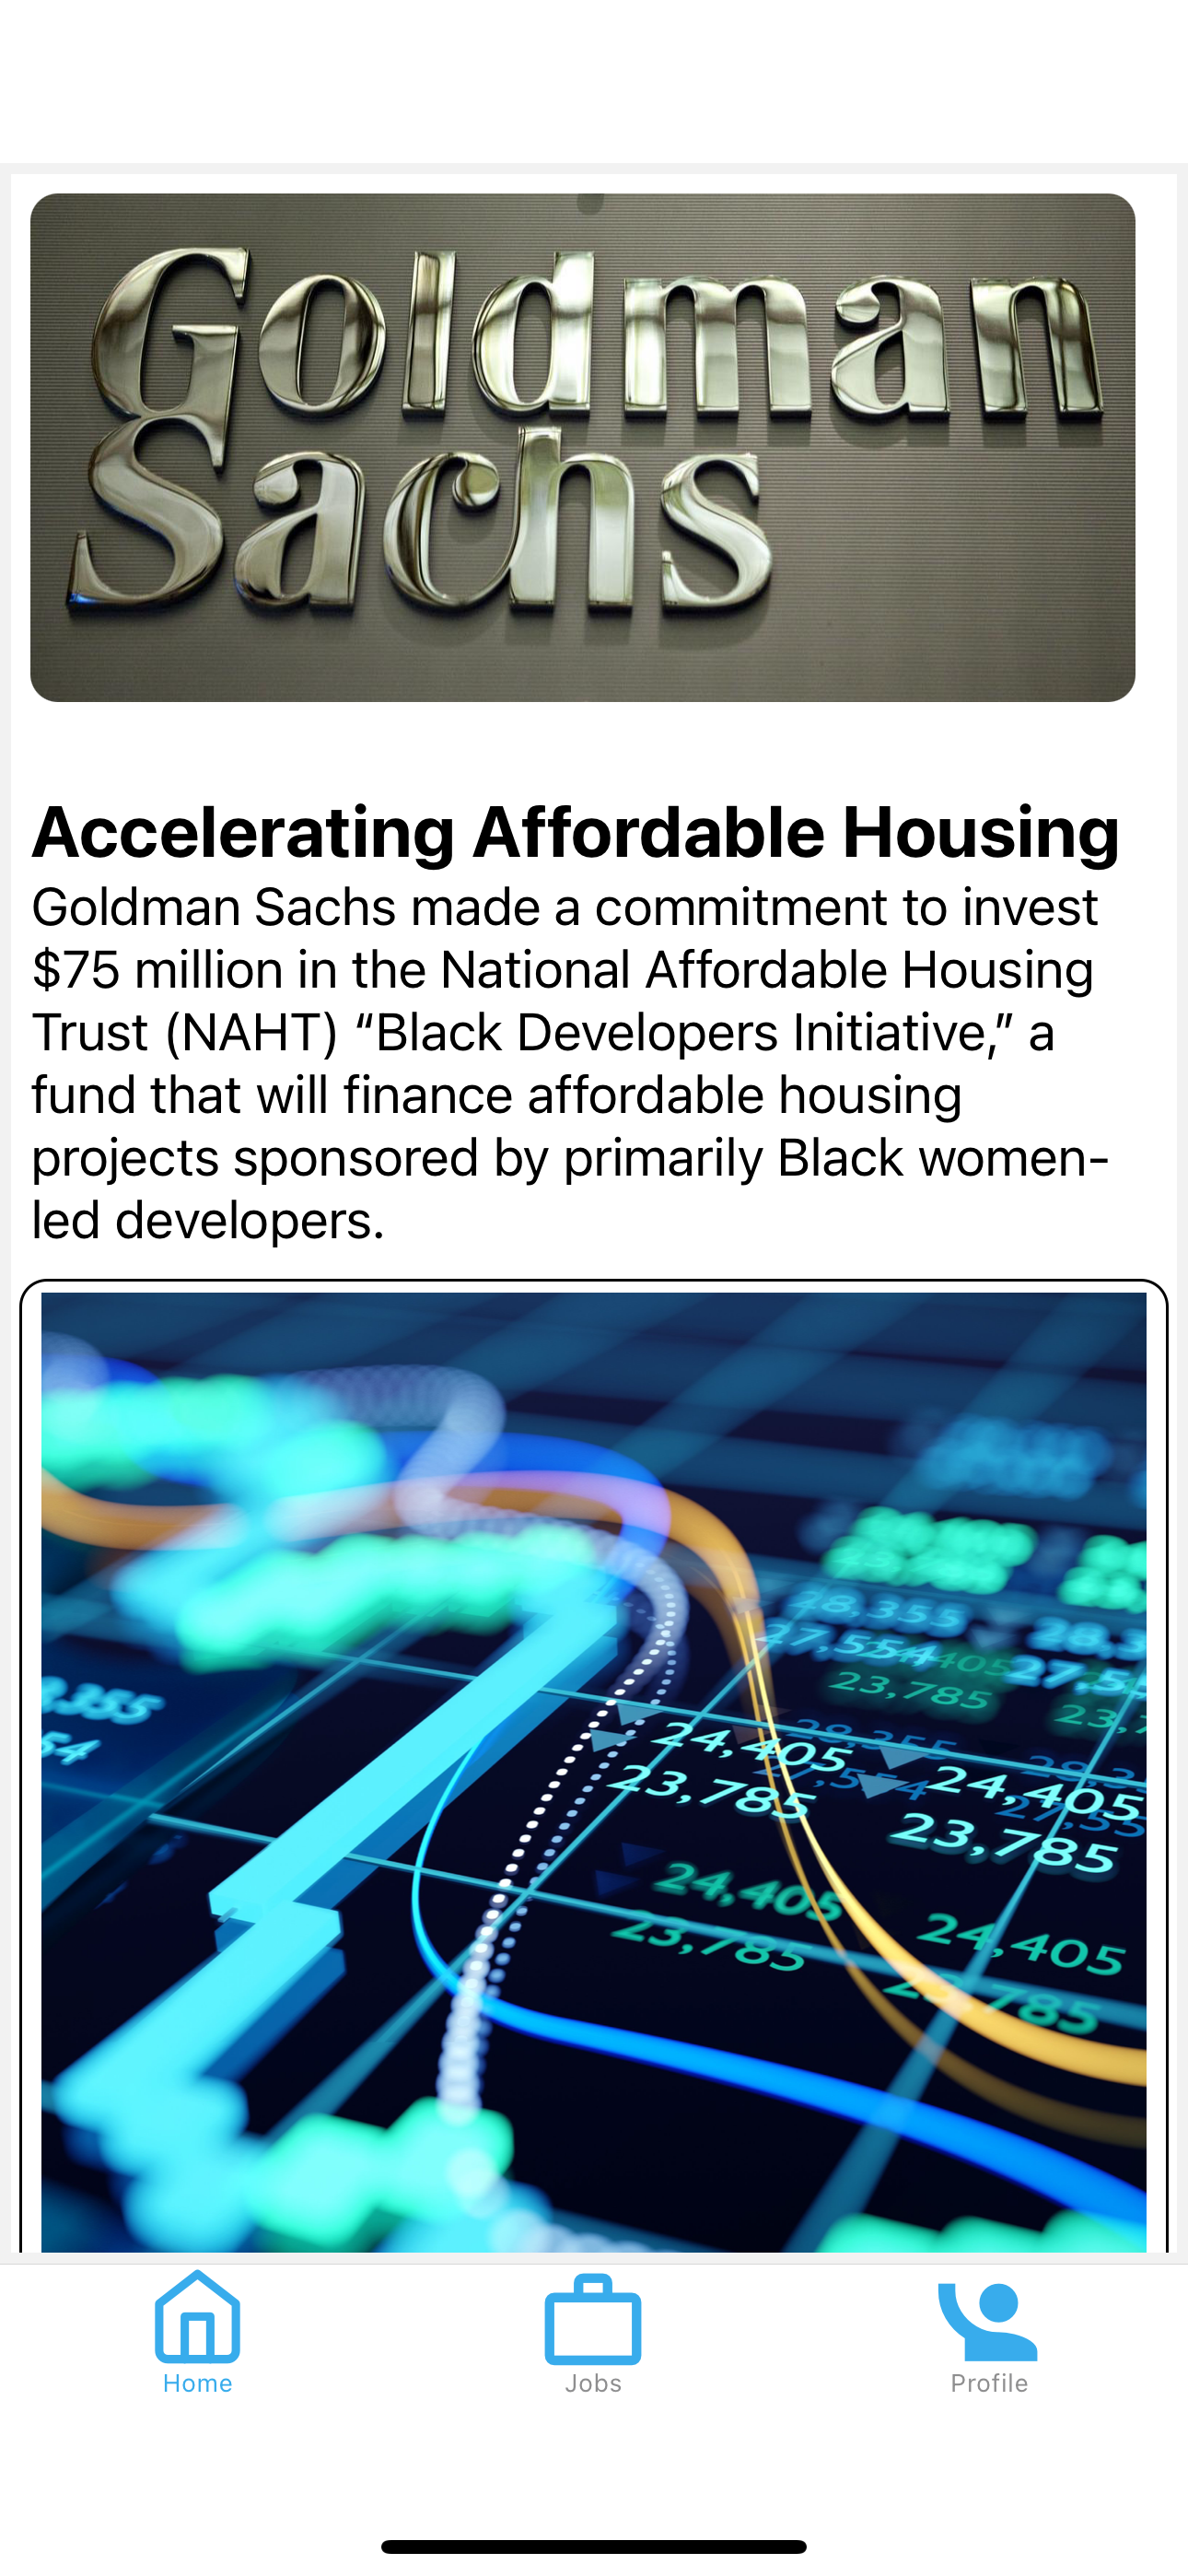 Goldman
Sachs
Accelerating Affordable Housing
Goldman Sachs made a commitment to invest
$75 million in the National Affordable Housing
Trust (NAHT) “Black Developers Initiative,” a
fund that will finance affordable housing
projects sponsored by primarily Black women-
led developers.
28,355
27,554
23,785
24,405
23,785
24,405
23,785
24,405
23,785
24,405
23,785
Home
Jobs
Profile